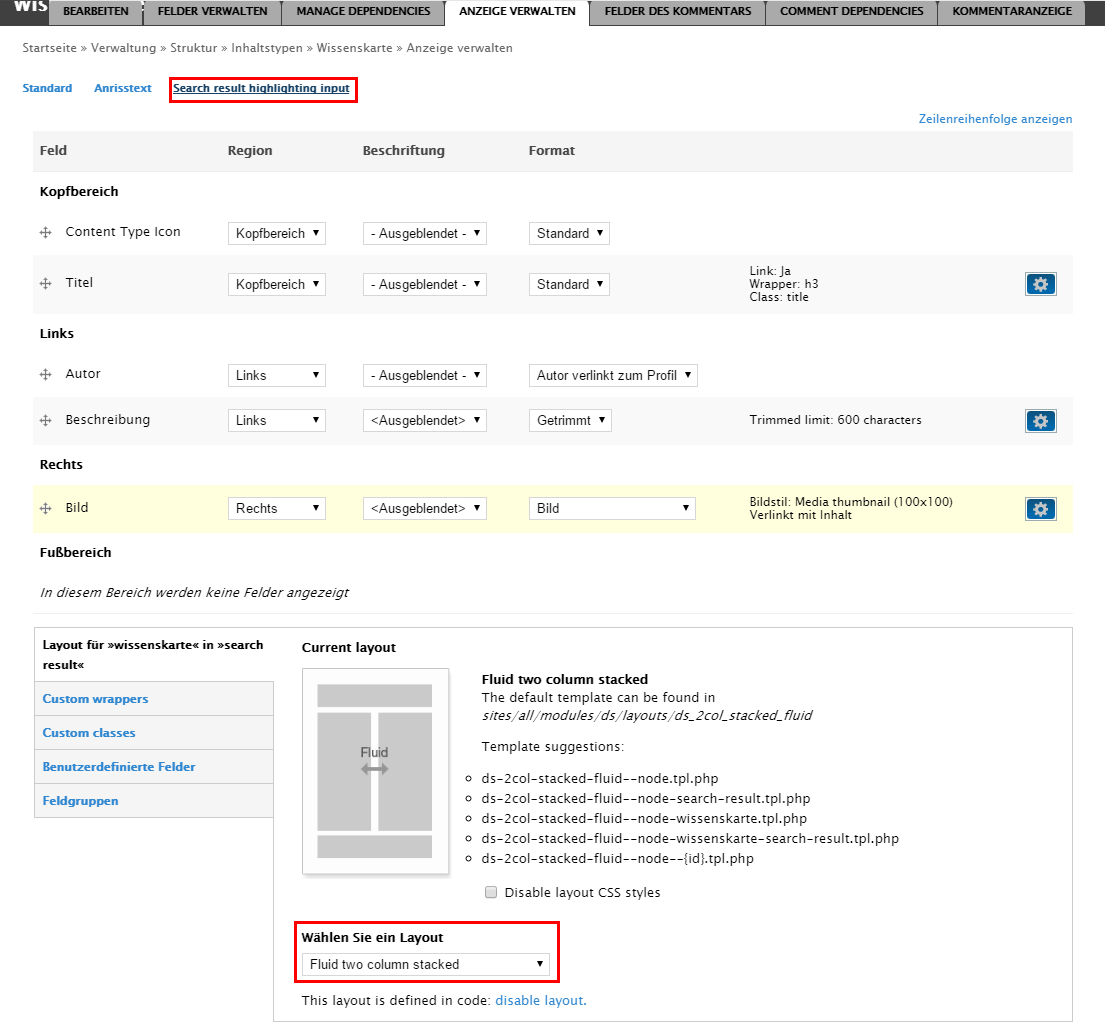 WIS BEARBEITEN FELDER VERWALTEN MANAGE DEPENDENCIES ANZEIGE VERWALTEN FELDER DES KOMMENTARS COMMENT DEPENDENCIES KOMMENTARANZEIGE
Startseite » Verwaltung » Struktur » Inhaltstypen » Wissenskarte » Anzeige verwalten
Standard Anrisstext Search result highlighting input
Zeilenreihenfolge anzeigen
Feld Region Beschriftung Format
Kopfbereich
Content Type Icon Kopfbereich - Ausgeblendet - Standard
Link: Ja
Titel Kopfbereich - Ausgeblendet - Standard Wrapper: h3
Class: title
Links
Autor Links - Ausgeblendet - Autor verlinkt zum Profil
Beschreibung Links <Ausgeblendet> Getrimmt Trimmed limit: 600 characters
Rechts
Bild Rechts <Ausgeblendet> Bild Bildstil: Media thumbnail (100x100)
Verlinkt mit Inhalt
Fußbereich
In diesem Bereich werden keine Felder angezeigt
Layout für »wissenskarte« in »search
result«
Custom wrappers
Custom classes
Benutzerdefinierte Felder
Feldgruppen
Current layout
Fluid
Fluid two column stacked
The default template can be found in
sites/all/modules/ds/layouts/ds_2col_stacked_fluid
Template suggestions:
ds-2col-stacked-fluid--node.tpl.php
ds-2col-stacked-fluid--node-search-result.tpl.php
ds-2col-stacked-fluid--node-wissenskarte.tpl.php
ds-2col-stacked-fluid--node-wissenskarte-search-result.tpl.php
ds-2col-stacked-fluid--node--{id}.tpl.php
Disable layout CSS styles
Wählen Sie ein Layout
Fluid two column stacked
This layout is defined in code: disable layout.